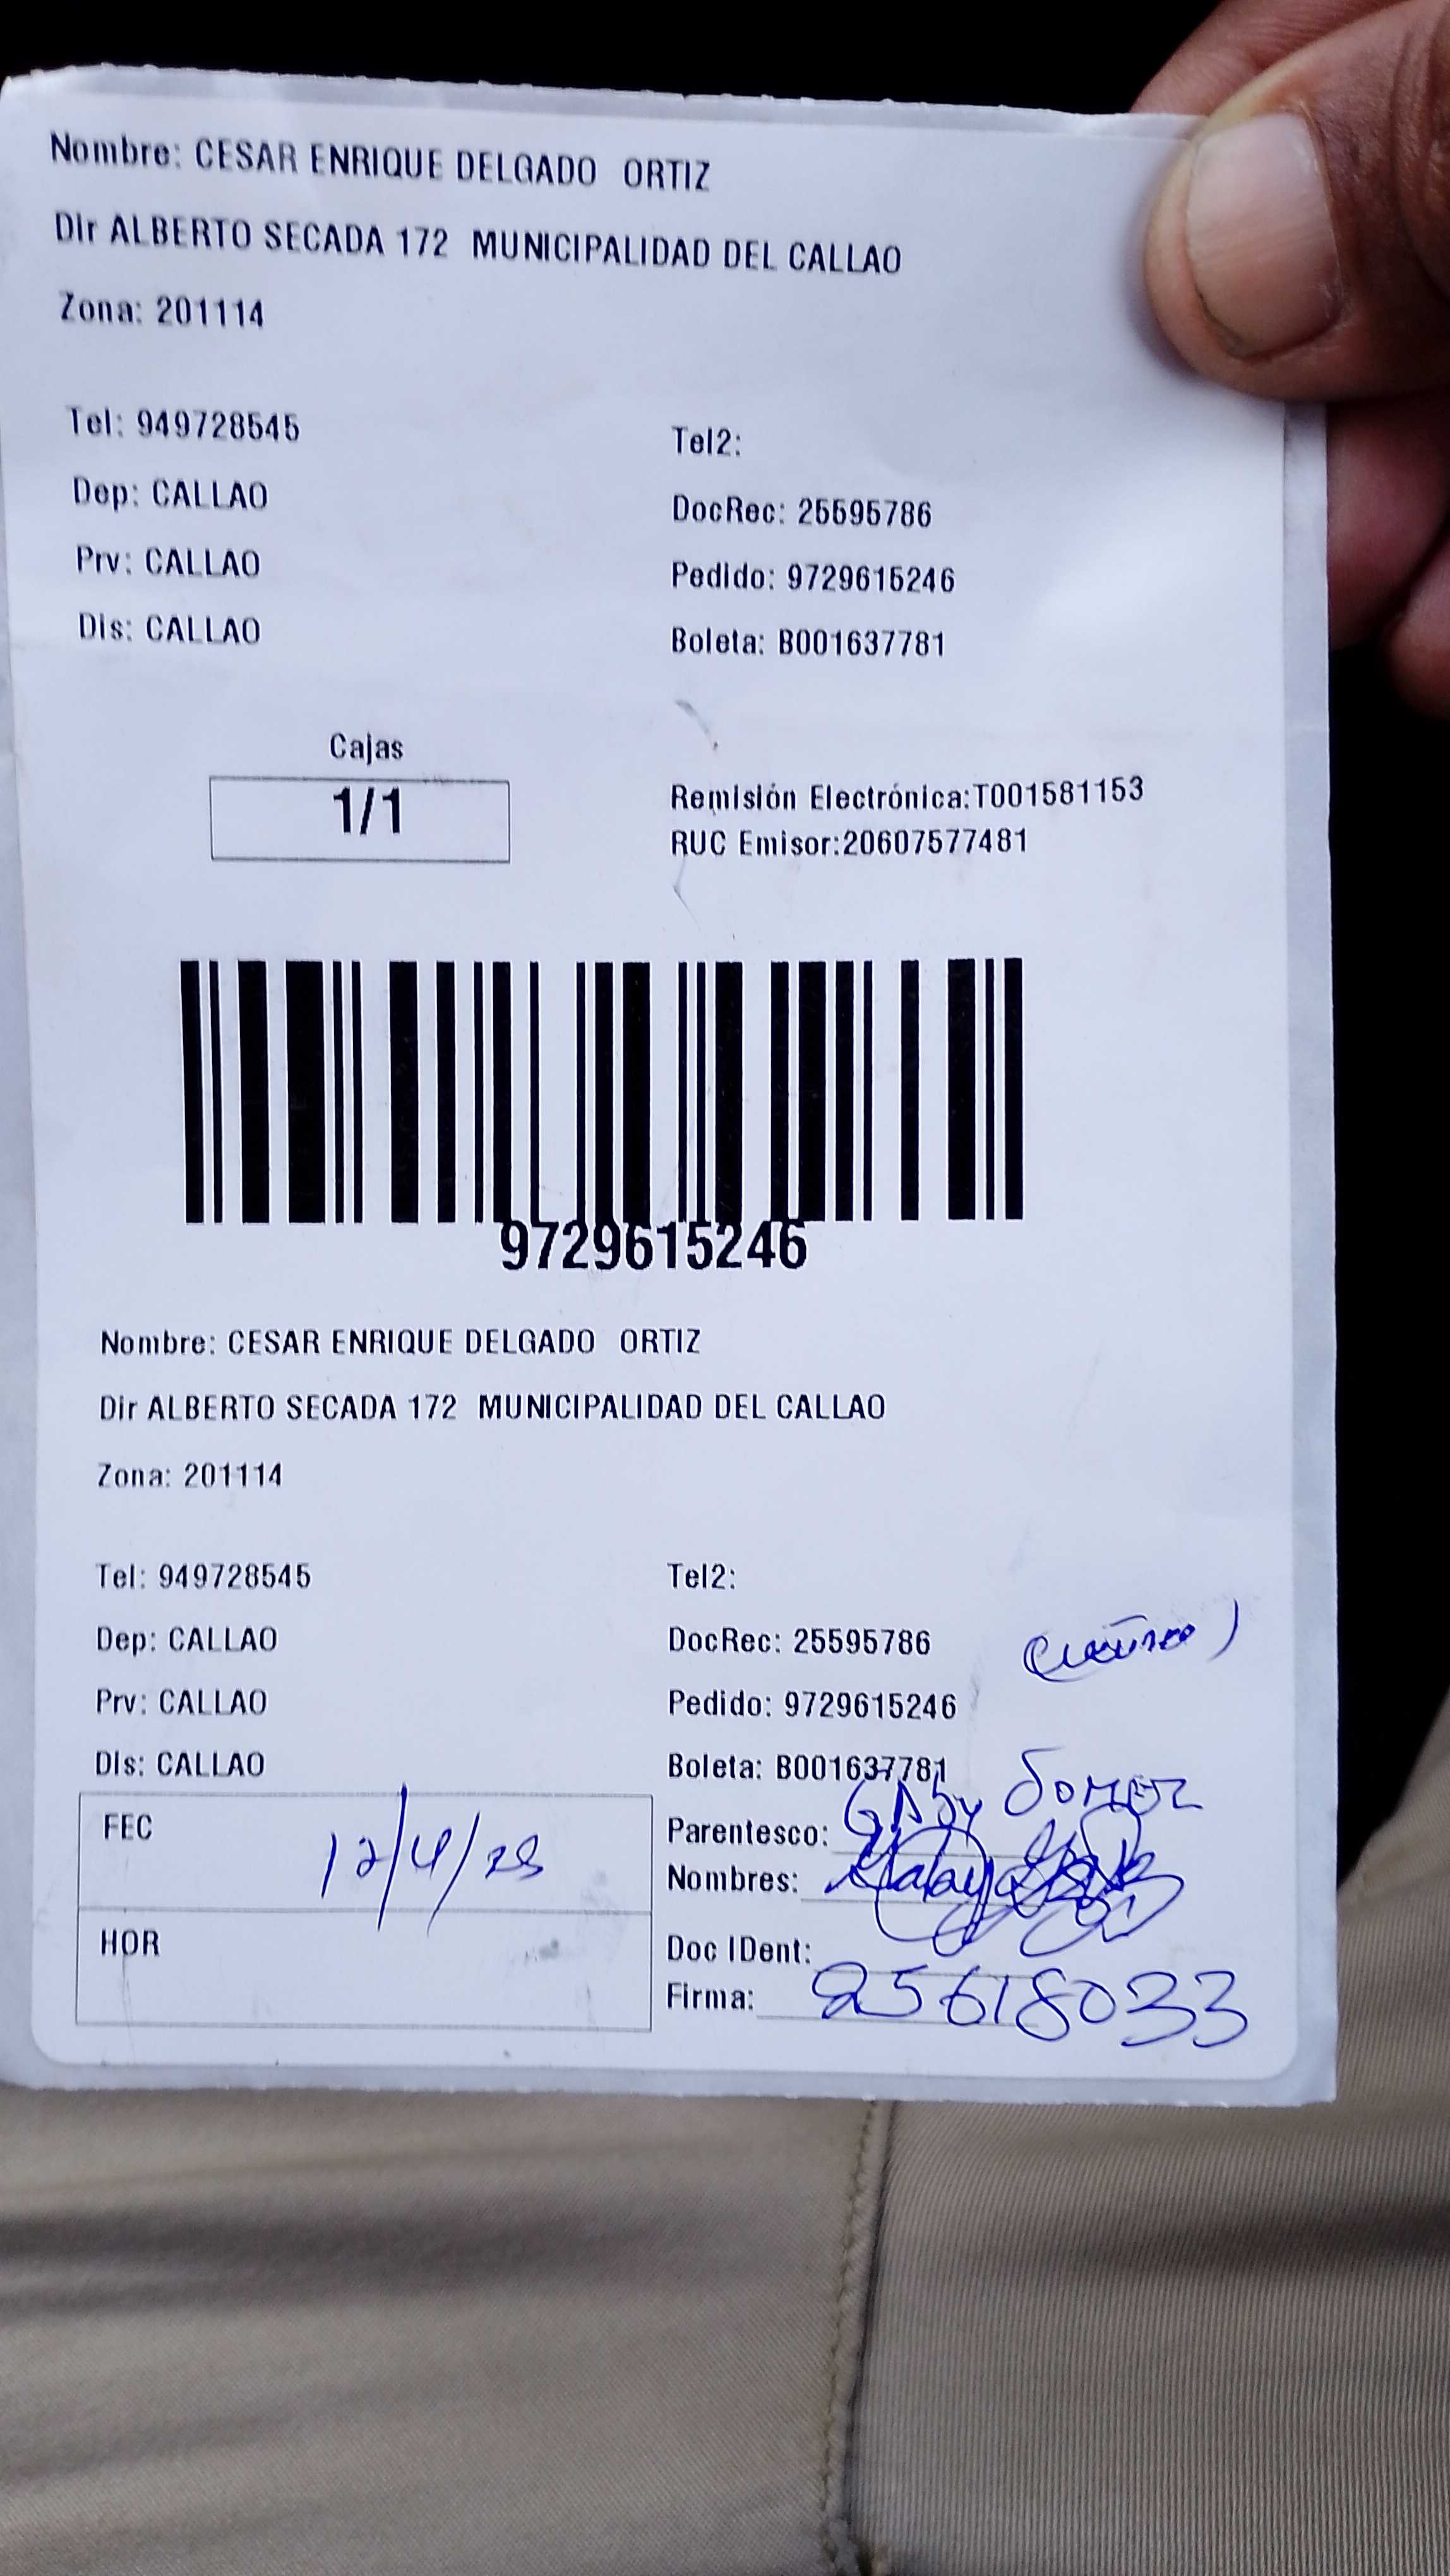 Nombre: CESAR ENRIQUE DELGADO ORTIZ
Dir ALBERTO SECADA 172 MUNICIPALIDAD DEL CALLAO
Zona: 201114
Tel: 949728545
Tel2:
Dep: CALLAO
DocRec: 25595786
Prv: CALLAO
Pedido: 9729615246
Dis: CALLAO
Boleta: B001637781
Cajas
1/1
Remisión Electrónica:T001581153
RUC Emisor:20607577481
9729615246
Nombre: CESAR ENRIQUE DELGADO ORTIZ
Dir ALBERTO SECADA 172 MUNICIPALIDAD DEL CALLAO
Zona: 201114
Tel: 949728545
Tel2:
Dep: CALLAO
DocRec: 25595786
Prv: CALLAO
Pedido: 9729615246
Dis: CALLAO
Boleta: B001637781
FEC
Parentesco: GAby
Nombres:
HOR
Doc IDent:
Firma: 25618033